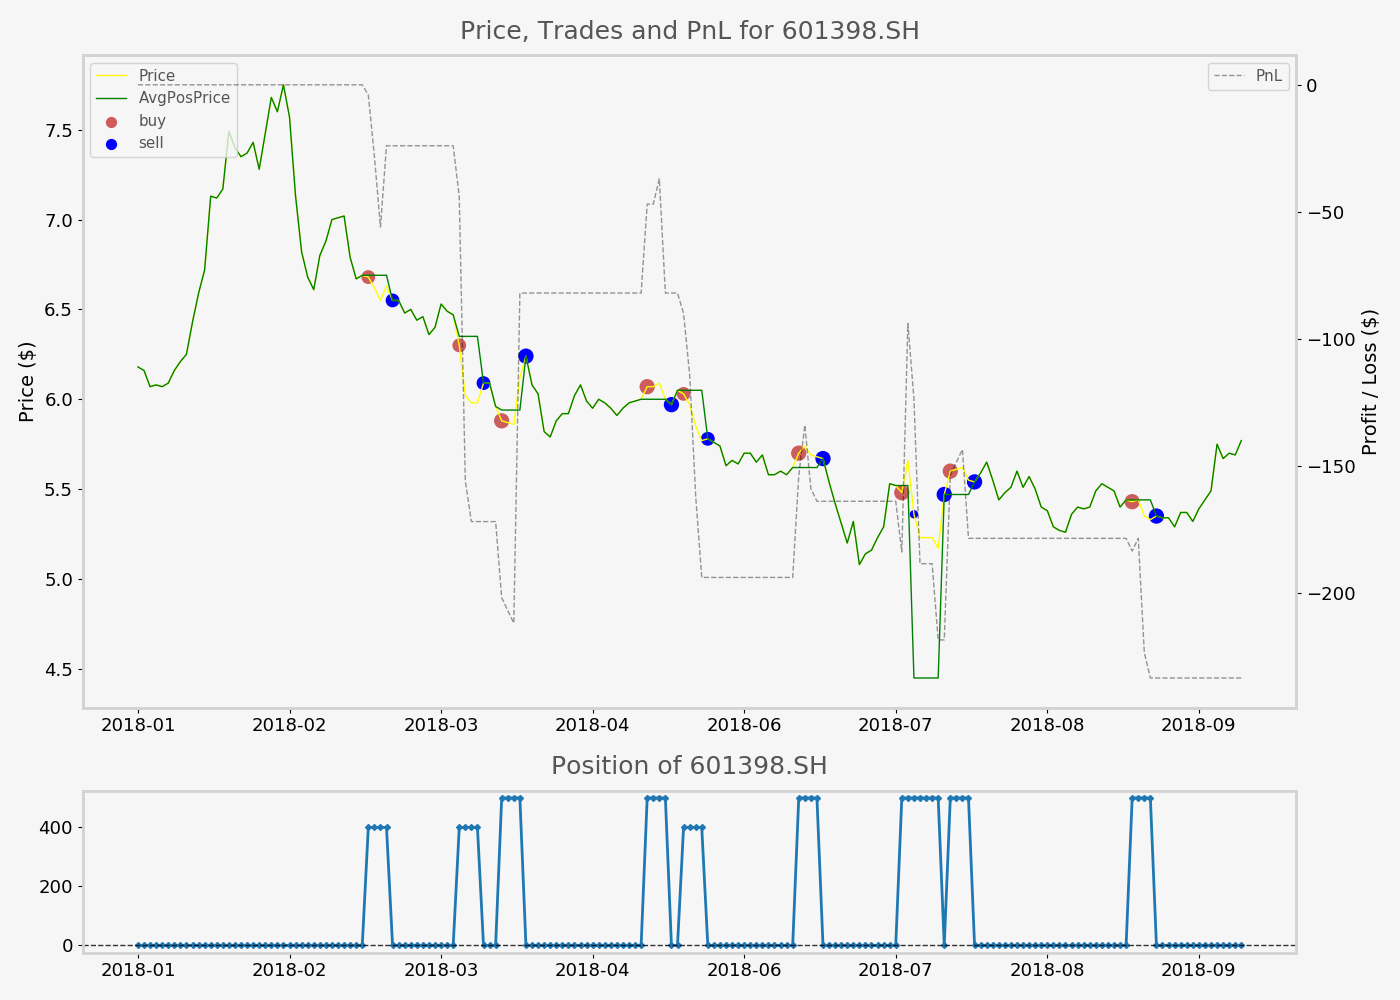 Price, Trades and PnL for 601398.SH
Price
AvgPosPrice
buy
sell
PnL
7.5
7.0
6.5
6.0
5.5
5.0
4.5
Price ($)
0
−50
−100
−150
−200
Profit / Loss ($)
2018-01 2018-02 2018-03 2018-04 2018-06 2018-07 2018-08 2018-09
Position of 601398.SH
400
200
0
2018-01 2018-02 2018-03 2018-04 2018-06 2018-07 2018-08 2018-09